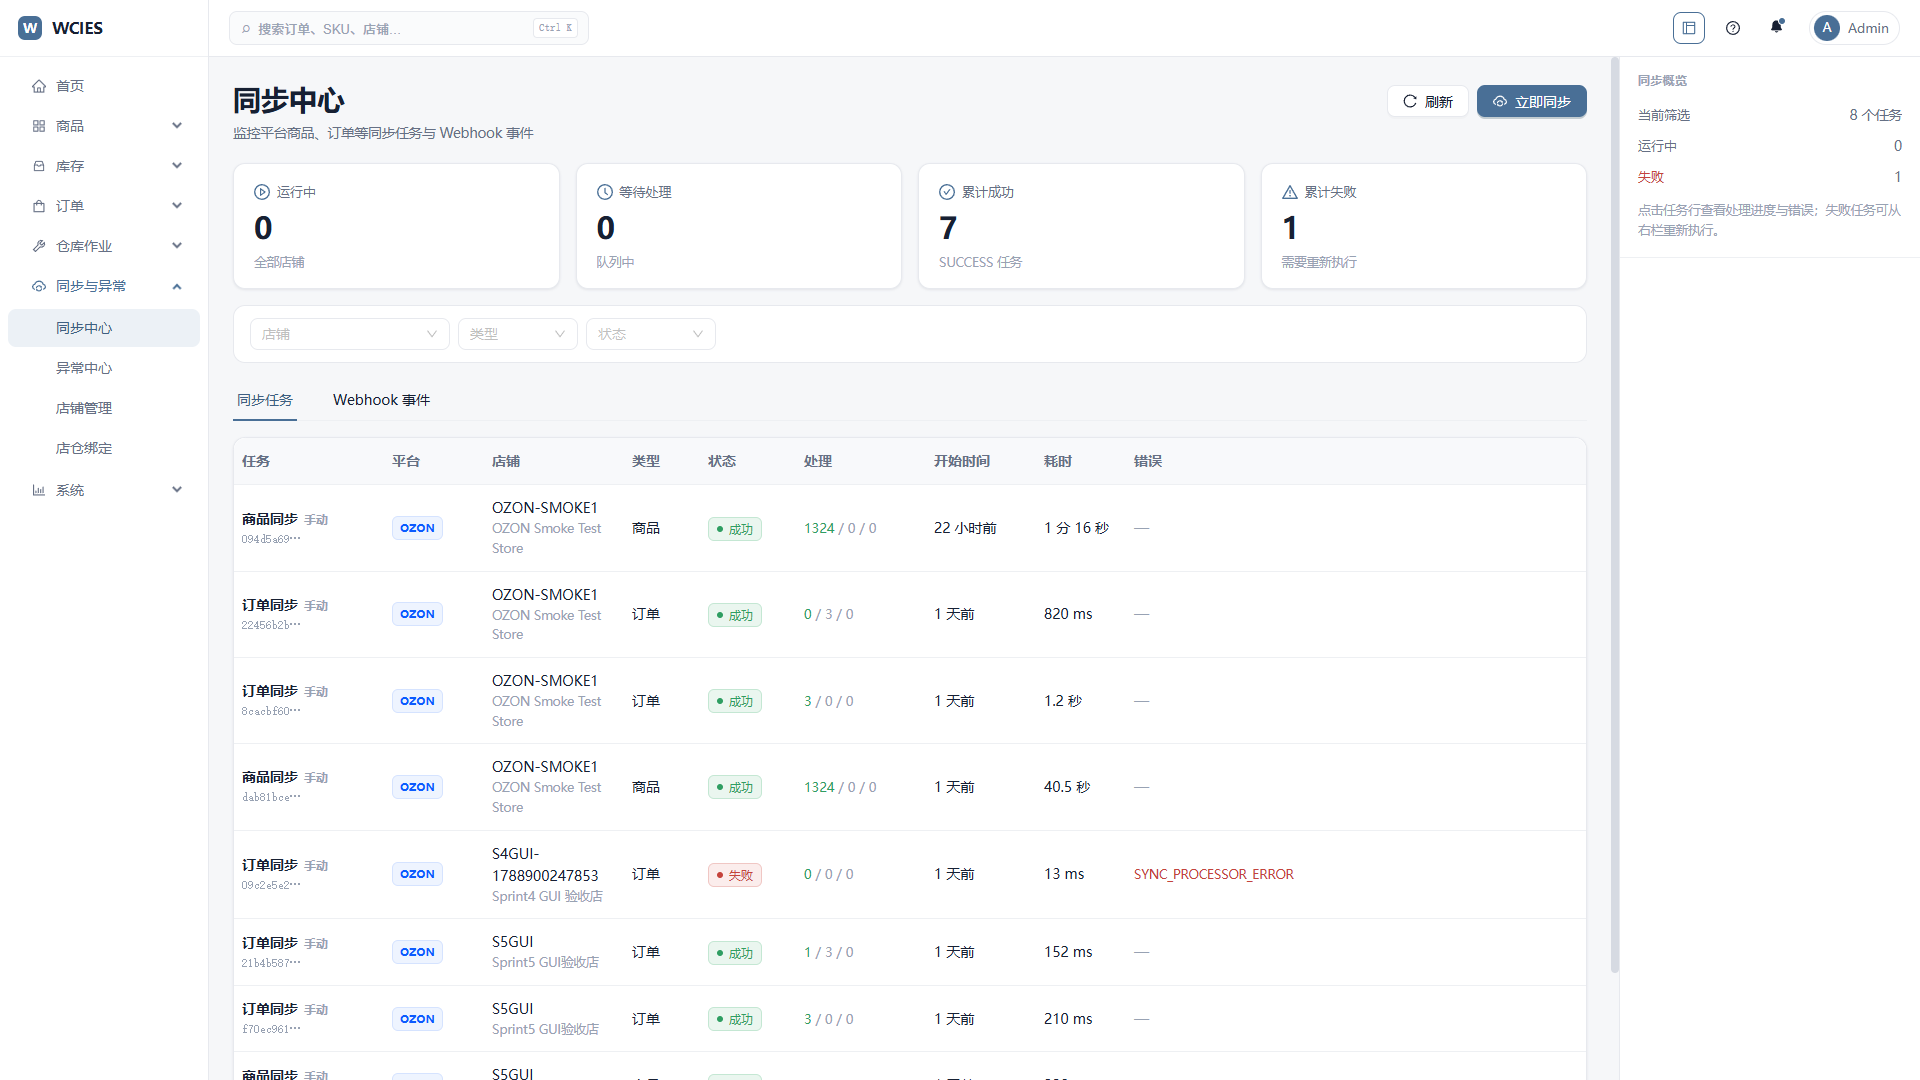 W WCIES
搜索订单、SKU、店铺... Ctrl K
A Admin
首页
商品
库存
订单
仓库作业
同步与异常
同步中心
异常中心
店铺管理
店仓绑定
系统
同步中心
监控平台商品、订单等同步任务与 Webhook 事件
刷新
立即同步
运行中
0
全部店铺
等待处理
0
队列中
累计成功
7
SUCCESS 任务
累计失败
1
需要重新执行
店铺 类型 状态
同步任务 Webhook 事件
任务 平台 店铺 类型 状态 处理 开始时间 耗时 错误
商品同步 手动
094d5a69···
OZON
OZON-SMOKE1
OZON Smoke Test
Store
商品
成功
1324 / 0 / 0
22 小时前
1 分 16 秒
—
订单同步 手动
22456b2b···
OZON
OZON-SMOKE1
OZON Smoke Test
Store
订单
成功
0 / 3 / 0
1 天前
820 ms
—
订单同步 手动
8cacbf60···
OZON
OZON-SMOKE1
OZON Smoke Test
Store
订单
成功
3 / 0 / 0
1 天前
1.2 秒
—
商品同步 手动
dab81bce···
OZON
OZON-SMOKE1
OZON Smoke Test
Store
商品
成功
1324 / 0 / 0
1 天前
40.5 秒
—
订单同步 手动
09c2e5e2···
OZON
S4GUI-
1788900247853
Sprint4 GUI 验收店
订单
失败
0 / 0 / 0
1 天前
13 ms
SYNC_PROCESSOR_ERROR
订单同步 手动
21b4b587···
OZON
S5GUI
Sprint5 GUI验收店
订单
成功
1 / 3 / 0
1 天前
152 ms
—
订单同步 手动
f70ec961···
OZON
S5GUI
Sprint5 GUI验收店
订单
成功
3 / 0 / 0
1 天前
210 ms
—
商品同步 手动
S5GUI
同步概览
当前筛选 8 个任务
运行中 0
失败 1
点击任务行查看处理进度与错误；失败任务可从
右栏重新执行。